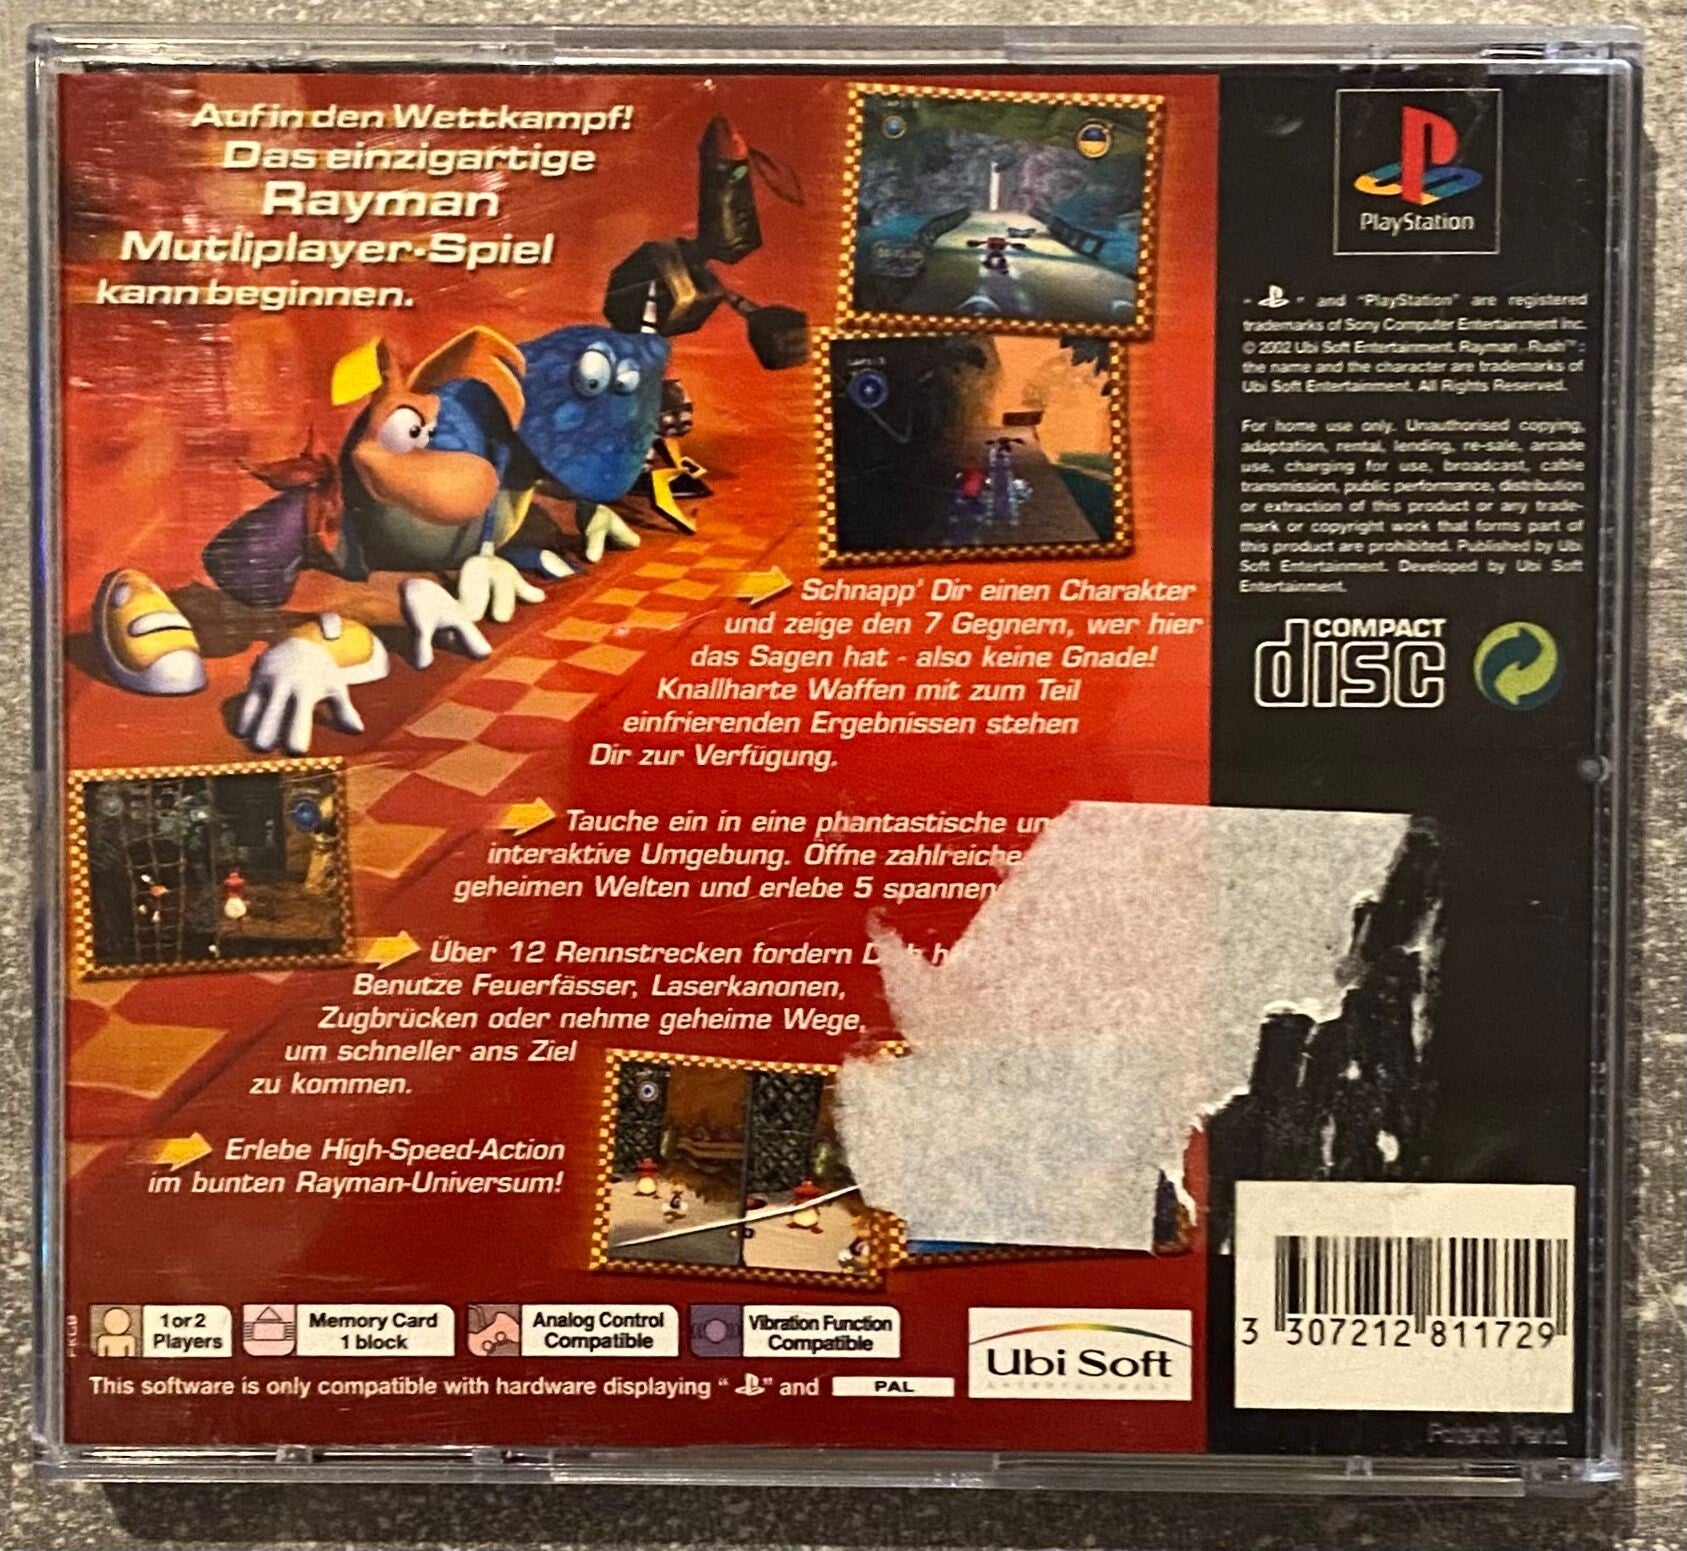 Auf in den Wettkampf!
Das einzigartige
Rayman
Mutliplayer-Spiel
kann beginnen.
Schnapp' Dir einen Charakter
und zeige den 7 Gegnern, wer hier
das Sagen hat - also keine Gnade!
Knallharte Waffen mit zum Teil
einfrierenden Ergebnissen stehen
Dir zur Verfügung.
Tauche ein in eine phantastische
interaktive Umgebung. Öffne zahlreiche
geheimen Welten und erlebe 5
Über 12 Rennstrecken fordern
Benutze Feuerfässer, Laserkanonen,
Zugbrücken oder nehme geheime Wege,
um schneller ans Ziel
zu kommen.
Erlebe High-Speed-Action
im bunten Rayman-Universum!
1 or 2
Players
Memory Card
1 block
Analog Control
Compatible
Vibration Function
Compatible
This software is only compatible with hardware displaying " " and PAL
Ubi Soft
ENTERTAINMENT
PlayStation
" " and "PlayStation" are registered
trademarks of Sony Computer Entertainment Inc.
© 2002 Ubi Soft Entertainment. Rayman Rush™:
the name and the character are trademarks of
Ubi Soft Entertainment. All Rights Reserved.
For home use only. Unauthorised copying,
adaptation, rental, lending, re-sale, arcade
use, charging for use, broadcast, cable
transmission, public performance, distribution
or extraction of this product or any trade-
mark or copyright work that forms part of
this product are prohibited. Published by Ubi
Soft Entertainment. Developed by Ubi Soft
Entertainment.
COMPACT
disc
3 307212 811729